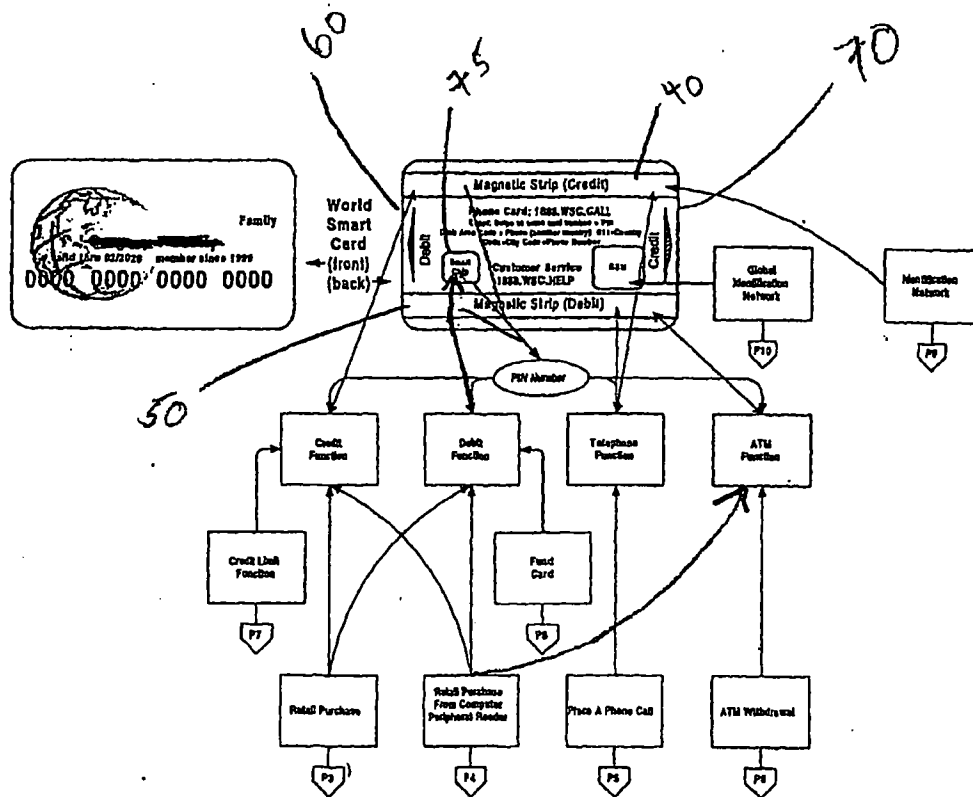 60
75
40
70
Family
valid thru 02/2028 member since 1999
0000 0000 0000 0000
World
Smart
Card
(front)
(back)
Magnetic Strip (Credit)
Phone Card: 1888.WSC.CALL
Debit
Credit
Customer Service
1888.WSC.HELP
Magnetic Strip (Debit)
Global
Identification
Network
Identification
Network
P10
P9
50
PIN Number
Credit
Function
Debit
Function
Telephone
Function
ATM
Function
Credit Limit
Function
Fund
Card
P7
P8
Retail Purchase
Retail Purchase
From Computer
Peripheral Reader
Place A Phone Call
ATM Withdrawal
P3
P4
P5
P6